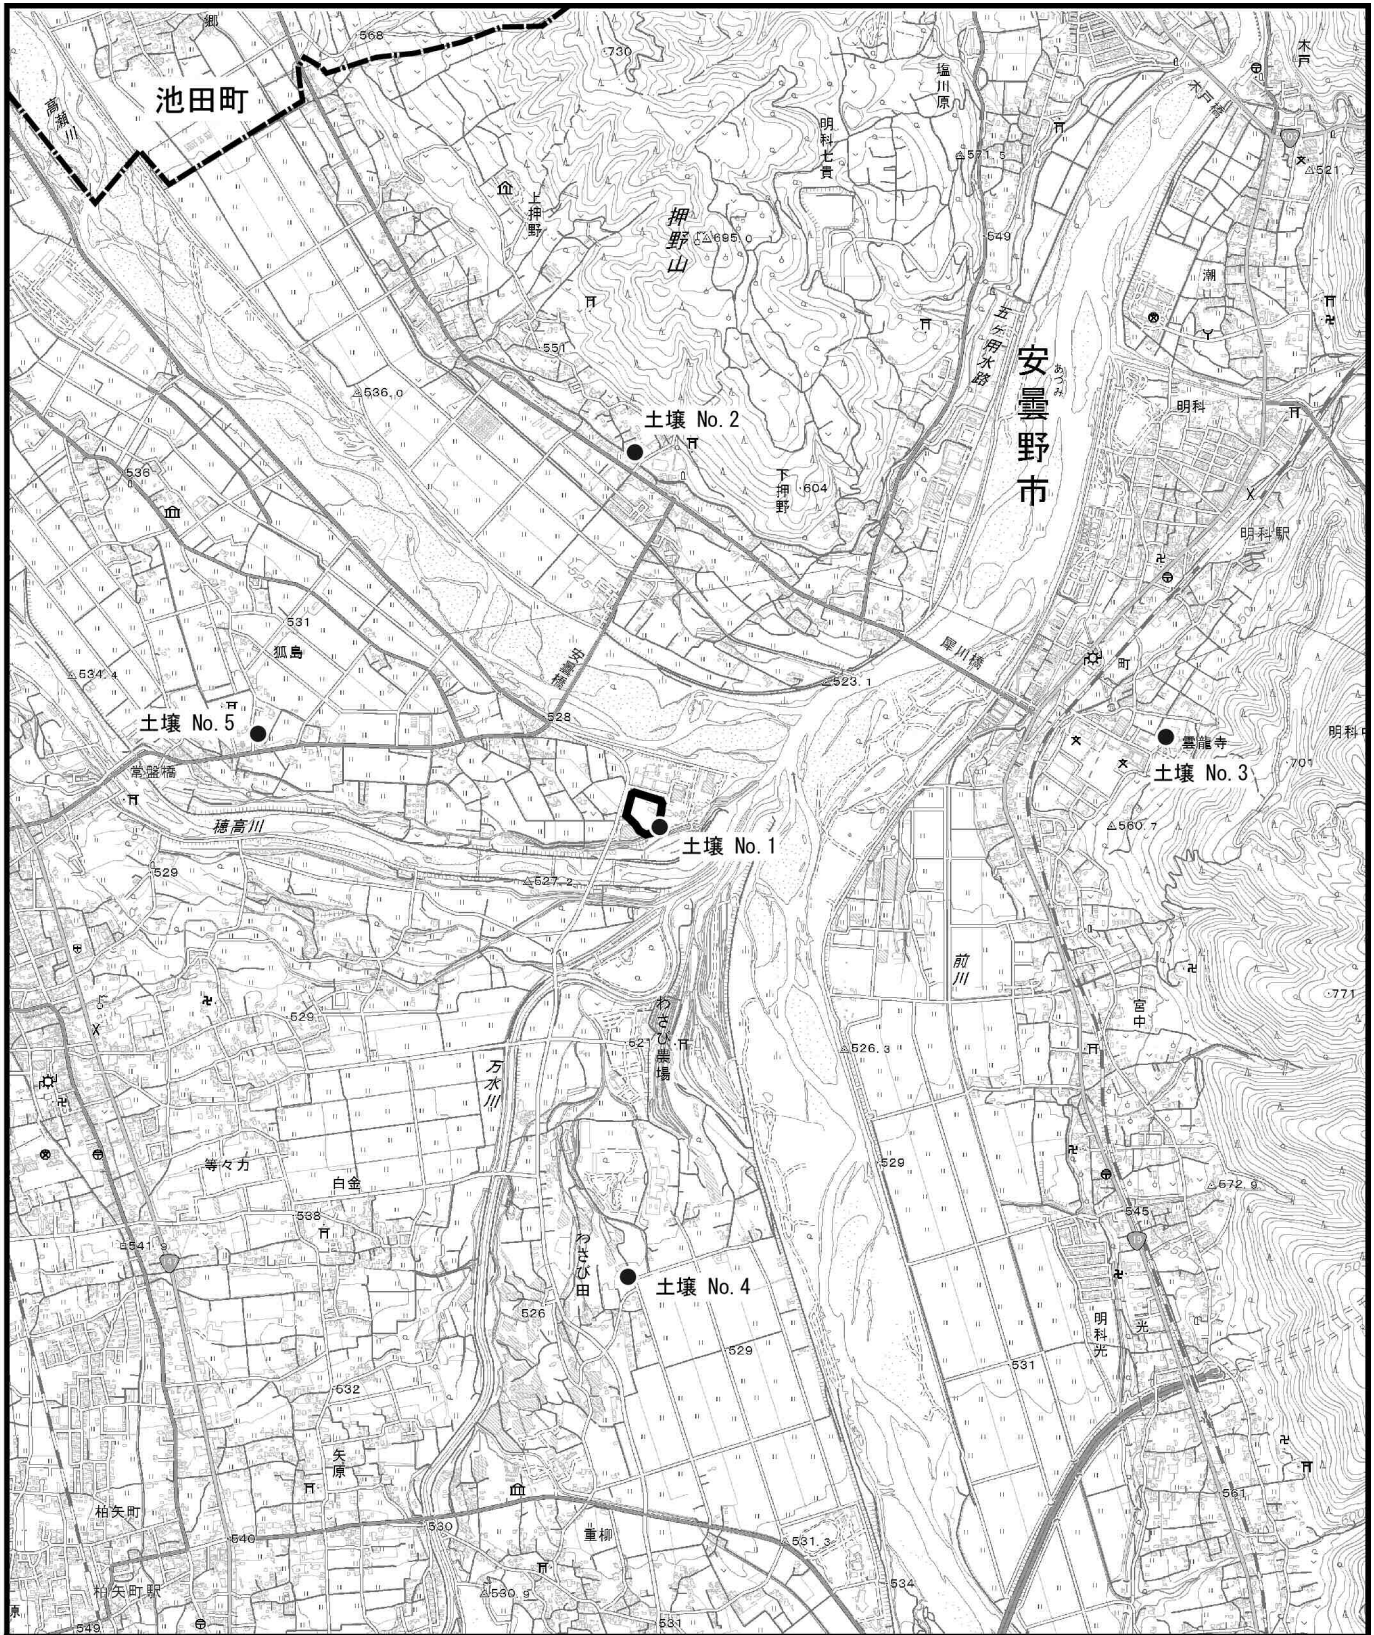 郷
568
池田町
高瀬川
730
塩川原
木戸
木戸橋
明科七貴
571.5
521.7
上押野
押野山
695.0
549
潮
551
五ケ用水路
安曇野市
あづみ
536.0
明科
土壌 No.2
下押野
604
536
明科駅
531
狐島
安曇橋
犀川橋
町
534.4
523.1
土壌 No.5
528
雲龍寺
701
常盤橋
土壌 No.3
穂高川
土壌 No.1
560.7
529
527.2
前川
771
宮中
529
わさび農場
526.3
万水川
等々力
白金
529
572.9
538
545
541.9
わさび田
土壌 No.4
526
明科光
光
529
531
532
矢原
柏矢町
561
540
530
重柳
531.3
柏矢町駅
530.9
534
原
549
531